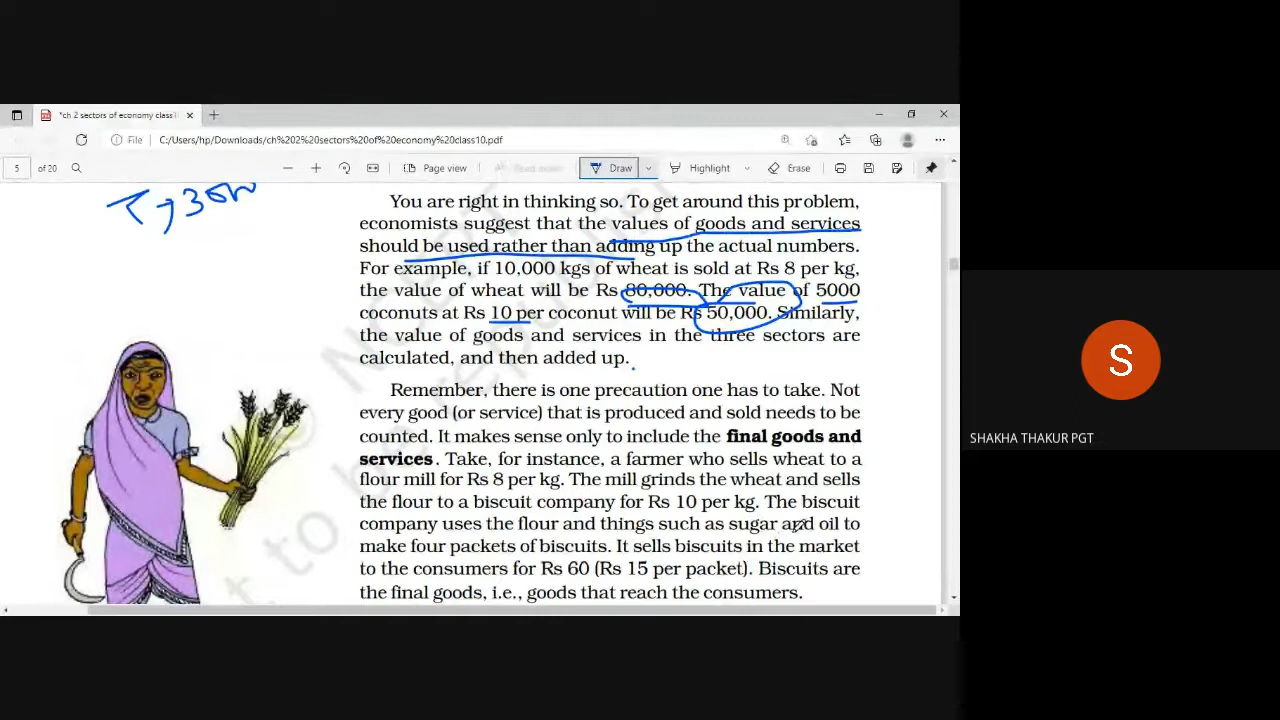 *ch 2 sectors of economy class1
File
C:/Users/hp/Downloads/ch%202%20sectors%20of%20economy%20class10.pdf
5 of 20
Page view
Read aloud
Draw
Highlight
Erase
You are right in thinking so. To get around this problem,
economists suggest that the values of goods and services
should be used rather than adding up the actual numbers.
For example, if 10,000 kgs of wheat is sold at Rs 8 per kg,
the value of wheat will be Rs 80,000. The value of 5000
coconuts at Rs 10 per coconut will be Rs 50,000. Similarly,
the value of goods and services in the three sectors are
calculated, and then added up.
Remember, there is one precaution one has to take. Not
every good (or service) that is produced and sold needs to be
counted. It makes sense only to include the final goods and
services. Take, for instance, a farmer who sells wheat to a
flour mill for Rs 8 per kg. The mill grinds the wheat and sells
the flour to a biscuit company for Rs 10 per kg. The biscuit
company uses the flour and things such as sugar and oil to
make four packets of biscuits. It sells biscuits in the market
to the consumers for Rs 60 (Rs 15 per packet). Biscuits are
the final goods, i.e., goods that reach the consumers.
S
SHAKHA THAKUR PGT